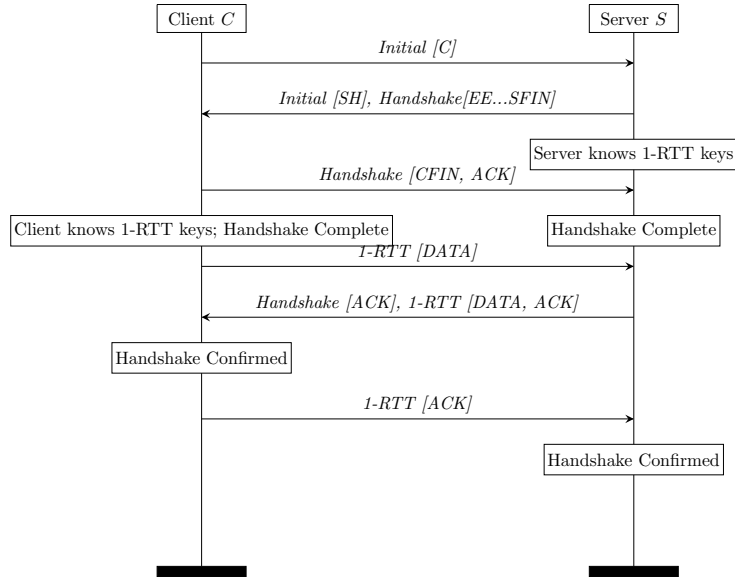 Client C
Server S
Initial [C]
Initial [SH], Handshake[EE...SFIN]
Server knows 1-RTT keys
Handshake [CFIN, ACK]
Client knows 1-RTT keys; Handshake Complete
Handshake Complete
1-RTT [DATA]
Handshake [ACK], 1-RTT [DATA, ACK]
Handshake Confirmed
1-RTT [ACK]
Handshake Confirmed